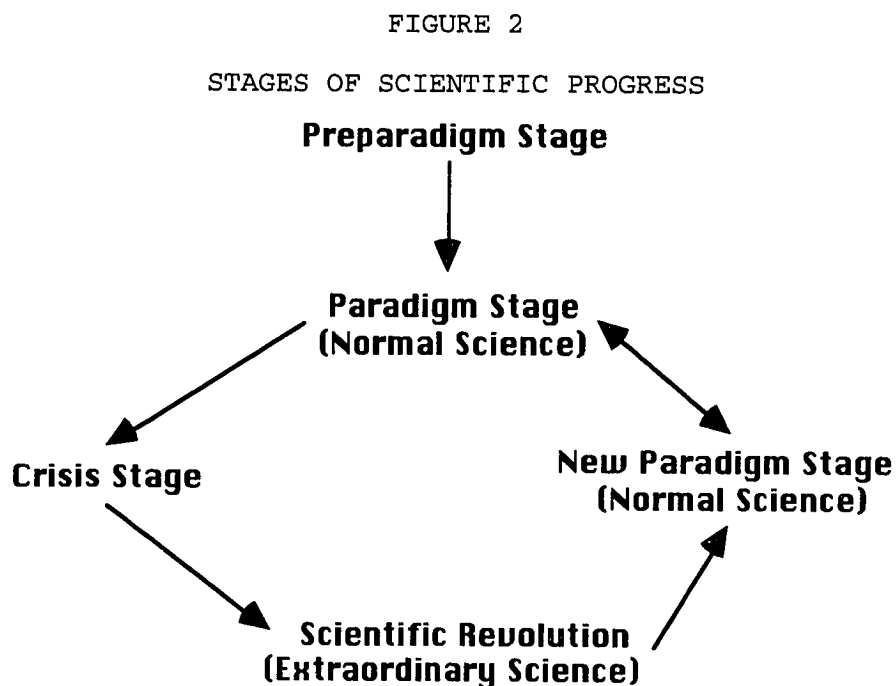 FIGURE 2
STAGES OF SCIENTIFIC PROGRESS
Preparadigm Stage
Paradigm Stage
(Normal Science)
Crisis Stage
New Paradigm Stage
(Normal Science)
Scientific Revolution
(Extraordinary Science)